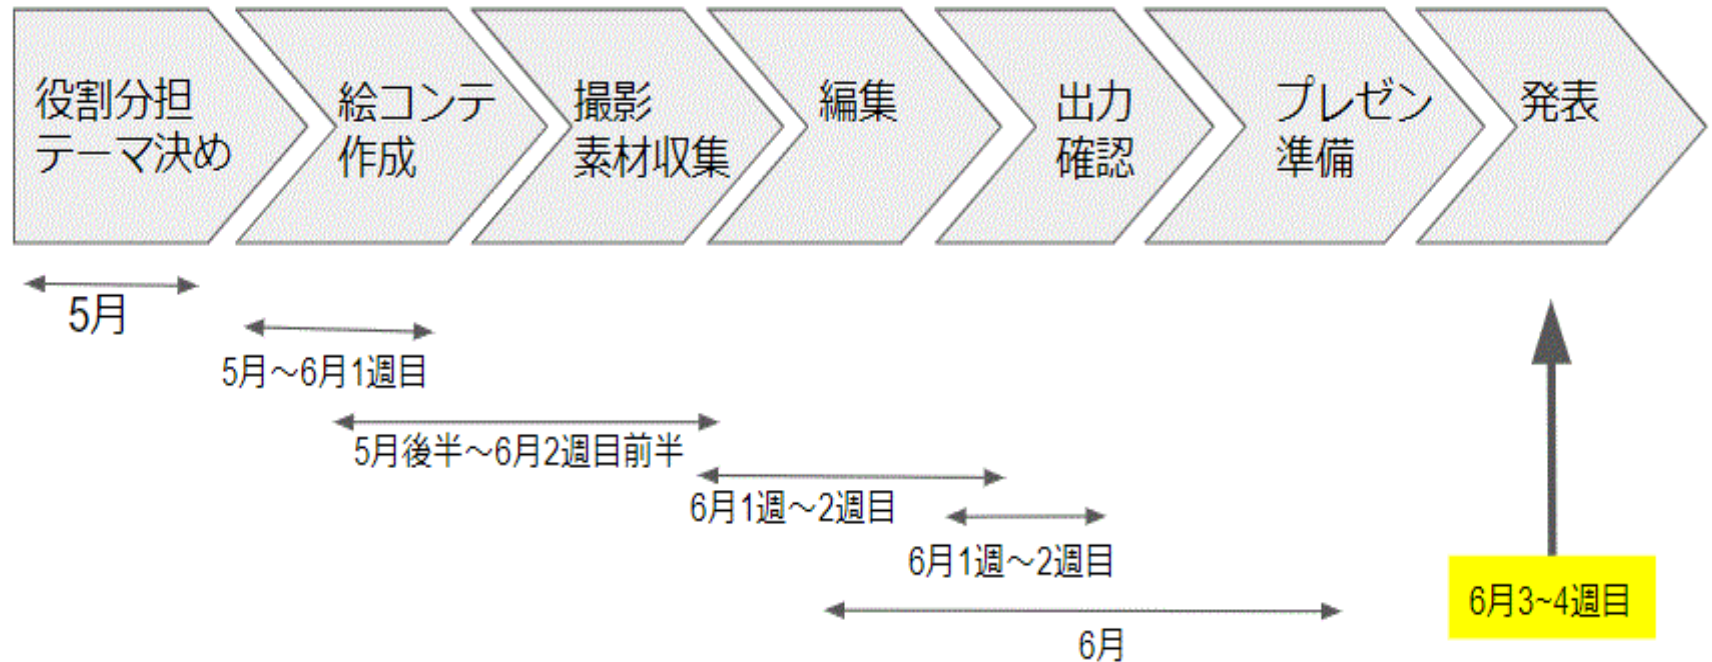 役割分担
テーマ決め
絵コンテ
作成
撮影
素材収集
編集
出力
確認
プレゼン
準備
発表
5月
5月～6月1週目
5月後半～6月2週目前半
6月1週～2週目
6月1週～2週目
6月
6月3~4週目